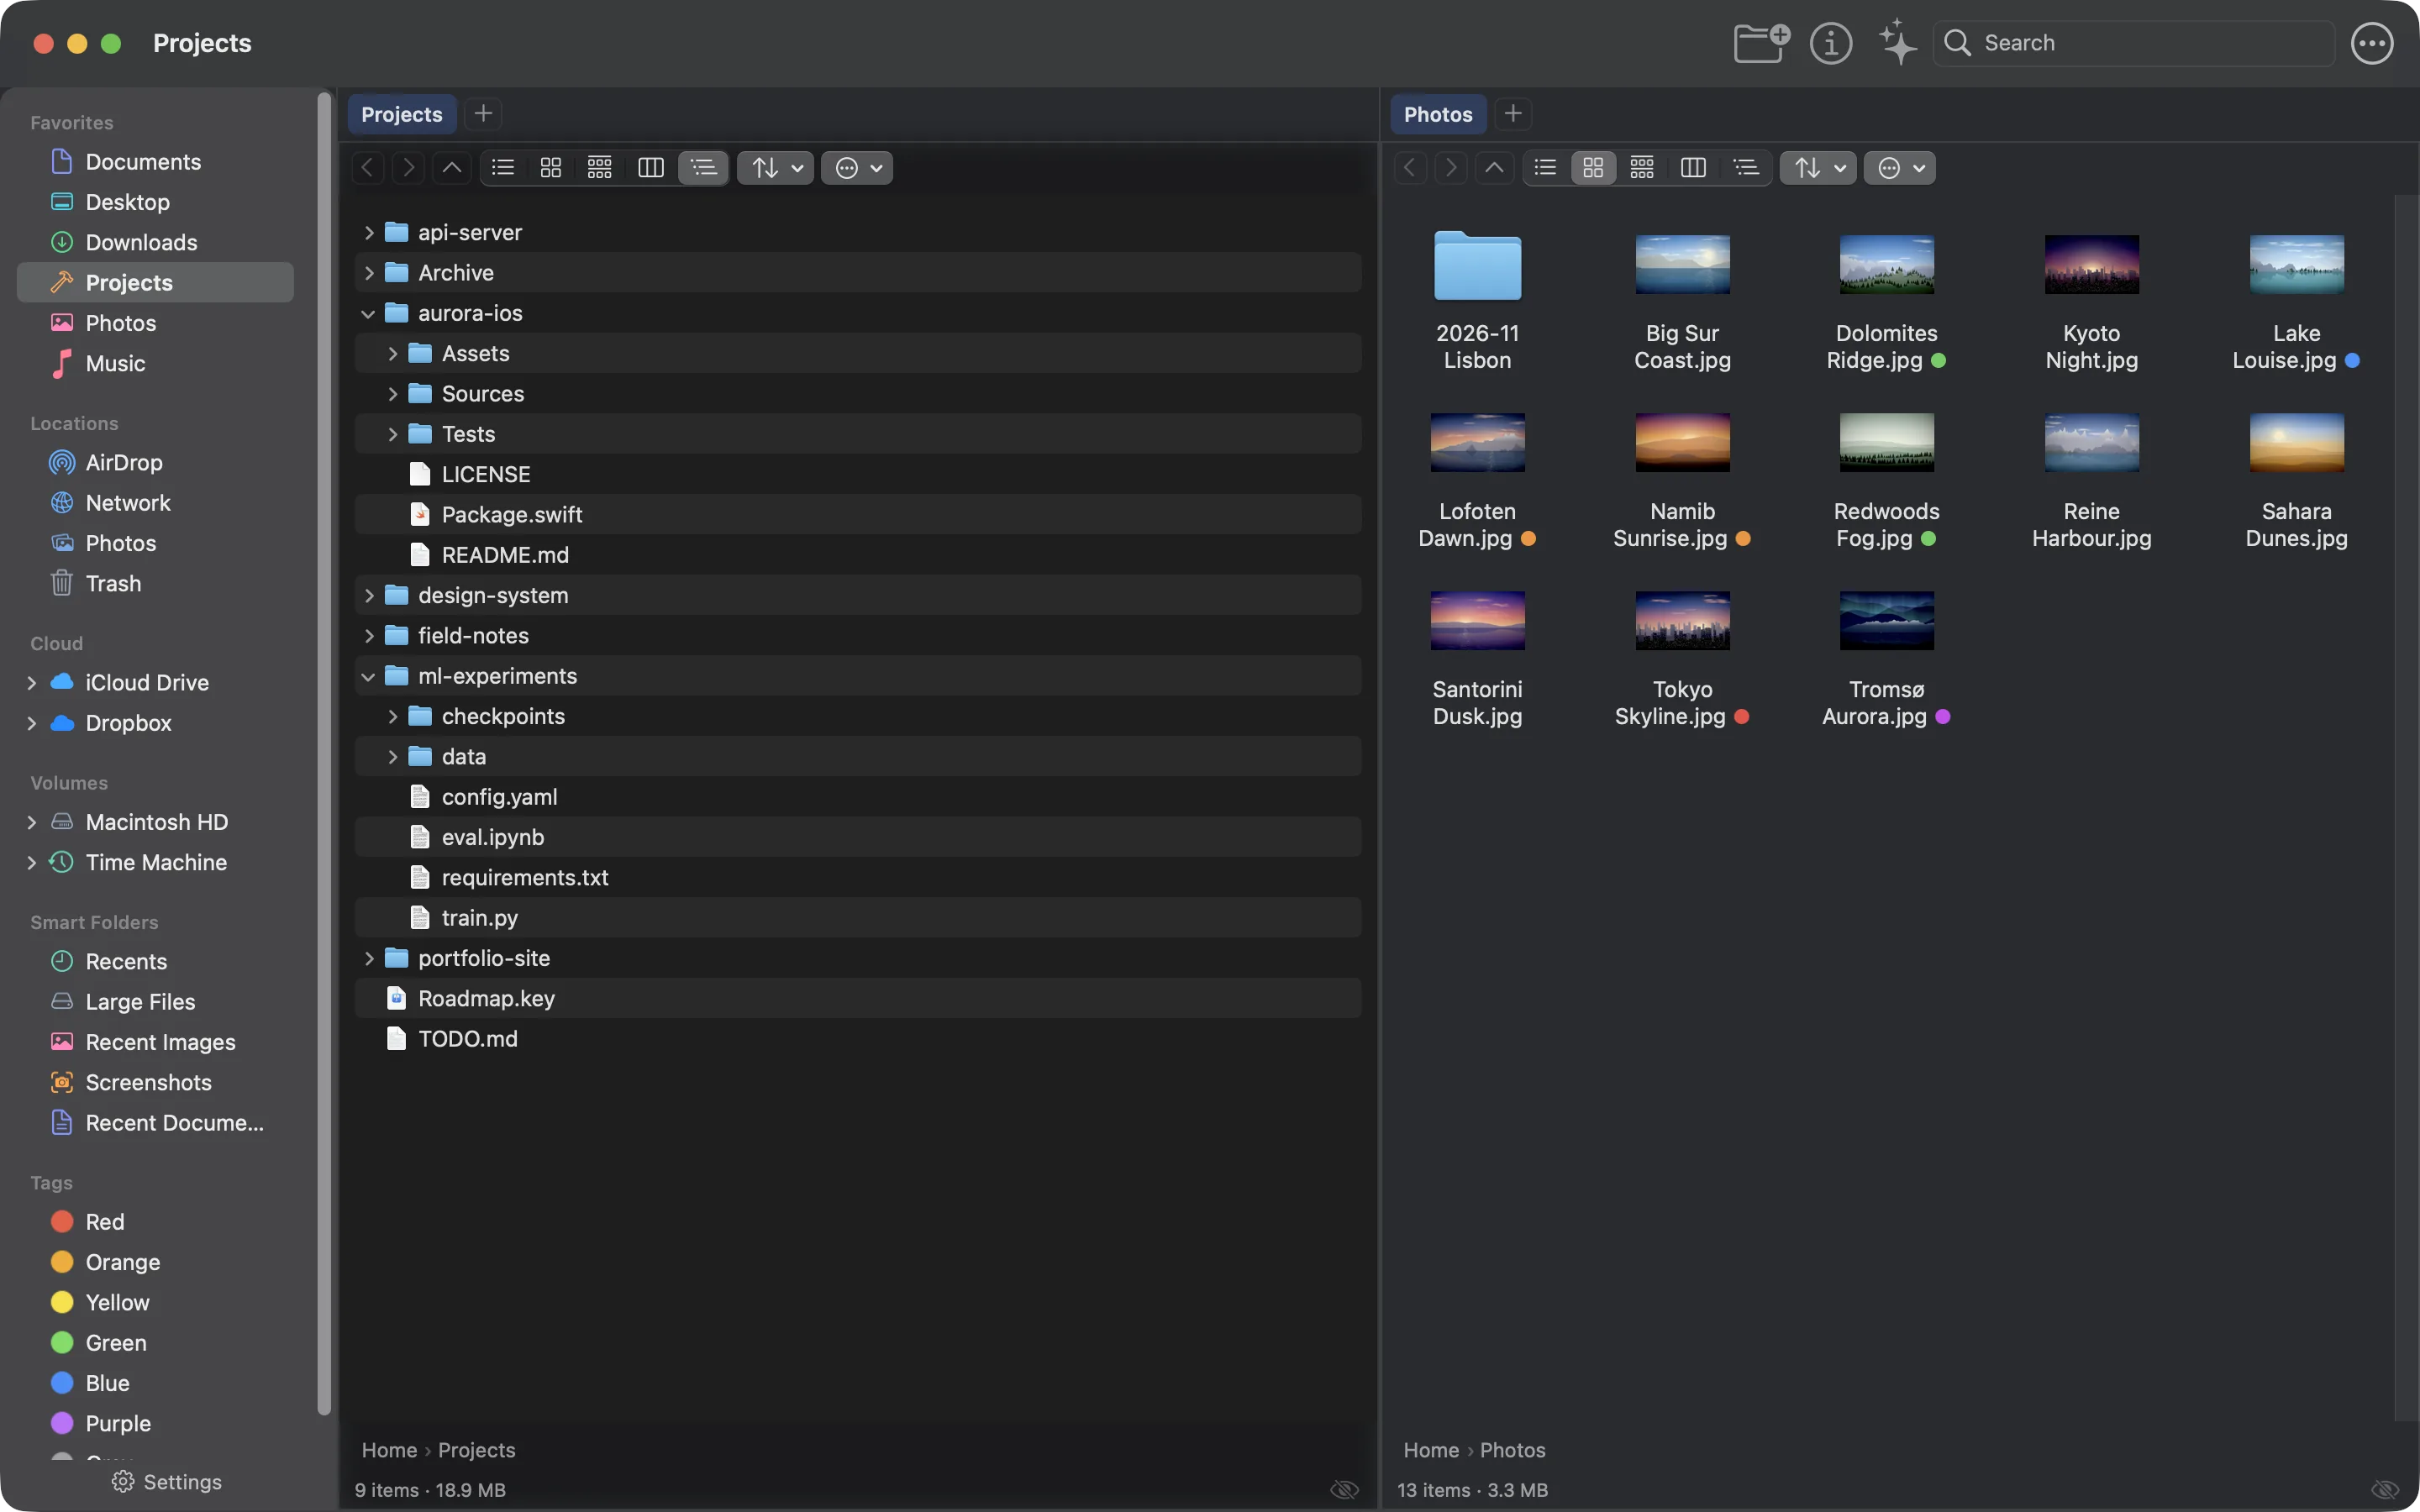 Projects
Search
Favorites
Documents
Desktop
Downloads
Projects
Photos
Music
Locations
AirDrop
Network
Photos
Trash
Cloud
iCloud Drive
Dropbox
Volumes
Macintosh HD
Time Machine
Smart Folders
Recents
Large Files
Recent Images
Screenshots
Recent Docume...
Tags
Red
Orange
Yellow
Green
Blue
Purple
Settings
Projects
api-server
Archive
aurora-ios
Assets
Sources
Tests
LICENSE
Package.swift
README.md
design-system
field-notes
ml-experiments
checkpoints
data
config.yaml
eval.ipynb
requirements.txt
train.py
portfolio-site
Roadmap.key
TODO.md
Home › Projects
9 items · 18.9 MB
Photos
2026-11
Lisbon
Big Sur
Coast.jpg
Dolomites
Ridge.jpg
Kyoto
Night.jpg
Lake
Louise.jpg
Lofoten
Dawn.jpg
Namib
Sunrise.jpg
Redwoods
Fog.jpg
Reine
Harbour.jpg
Sahara
Dunes.jpg
Santorini
Dusk.jpg
Tokyo
Skyline.jpg
Tromsø
Aurora.jpg
Home › Photos
13 items · 3.3 MB